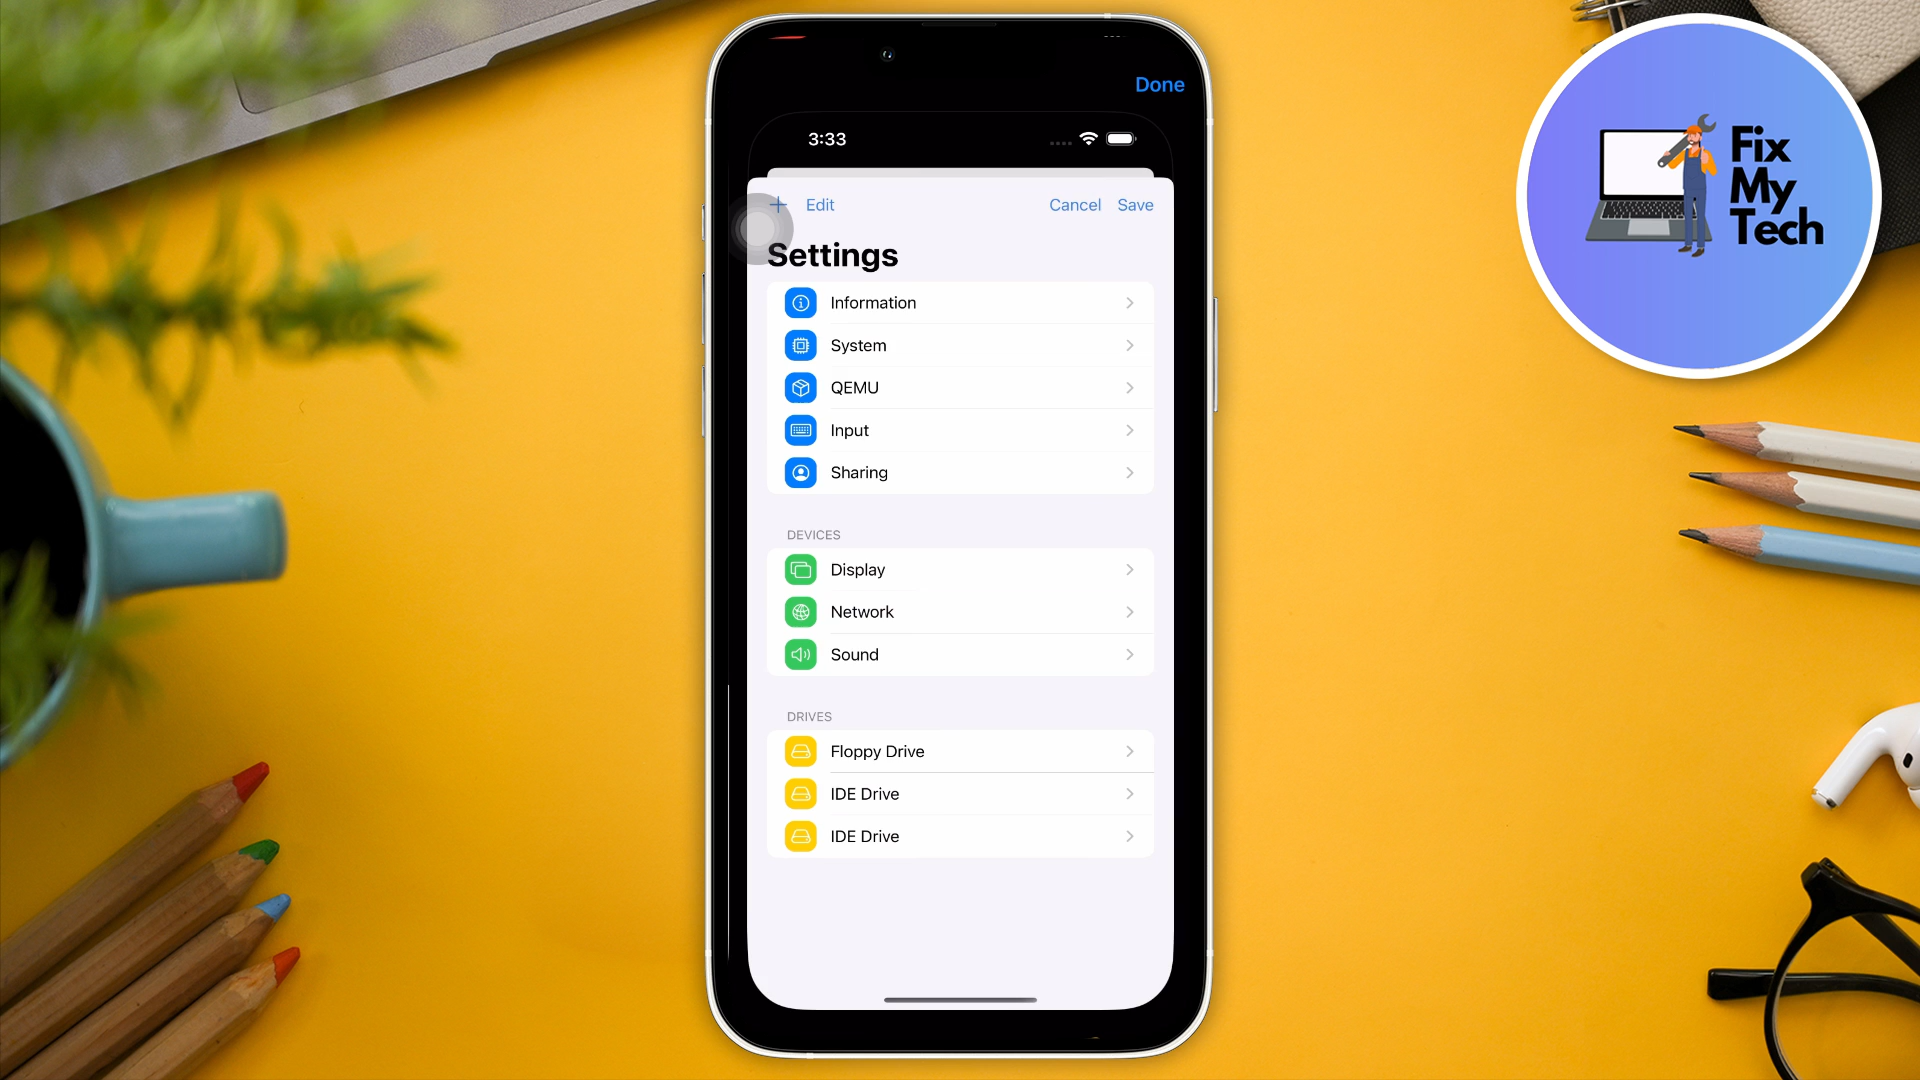 Done
3:33
Edit
Cancel
Save
Settings
Information
System
QEMU
Input
Sharing
DEVICES
Display
Network
Sound
DRIVES
Floppy Drive
IDE Drive
IDE Drive
Fix
My
Tech